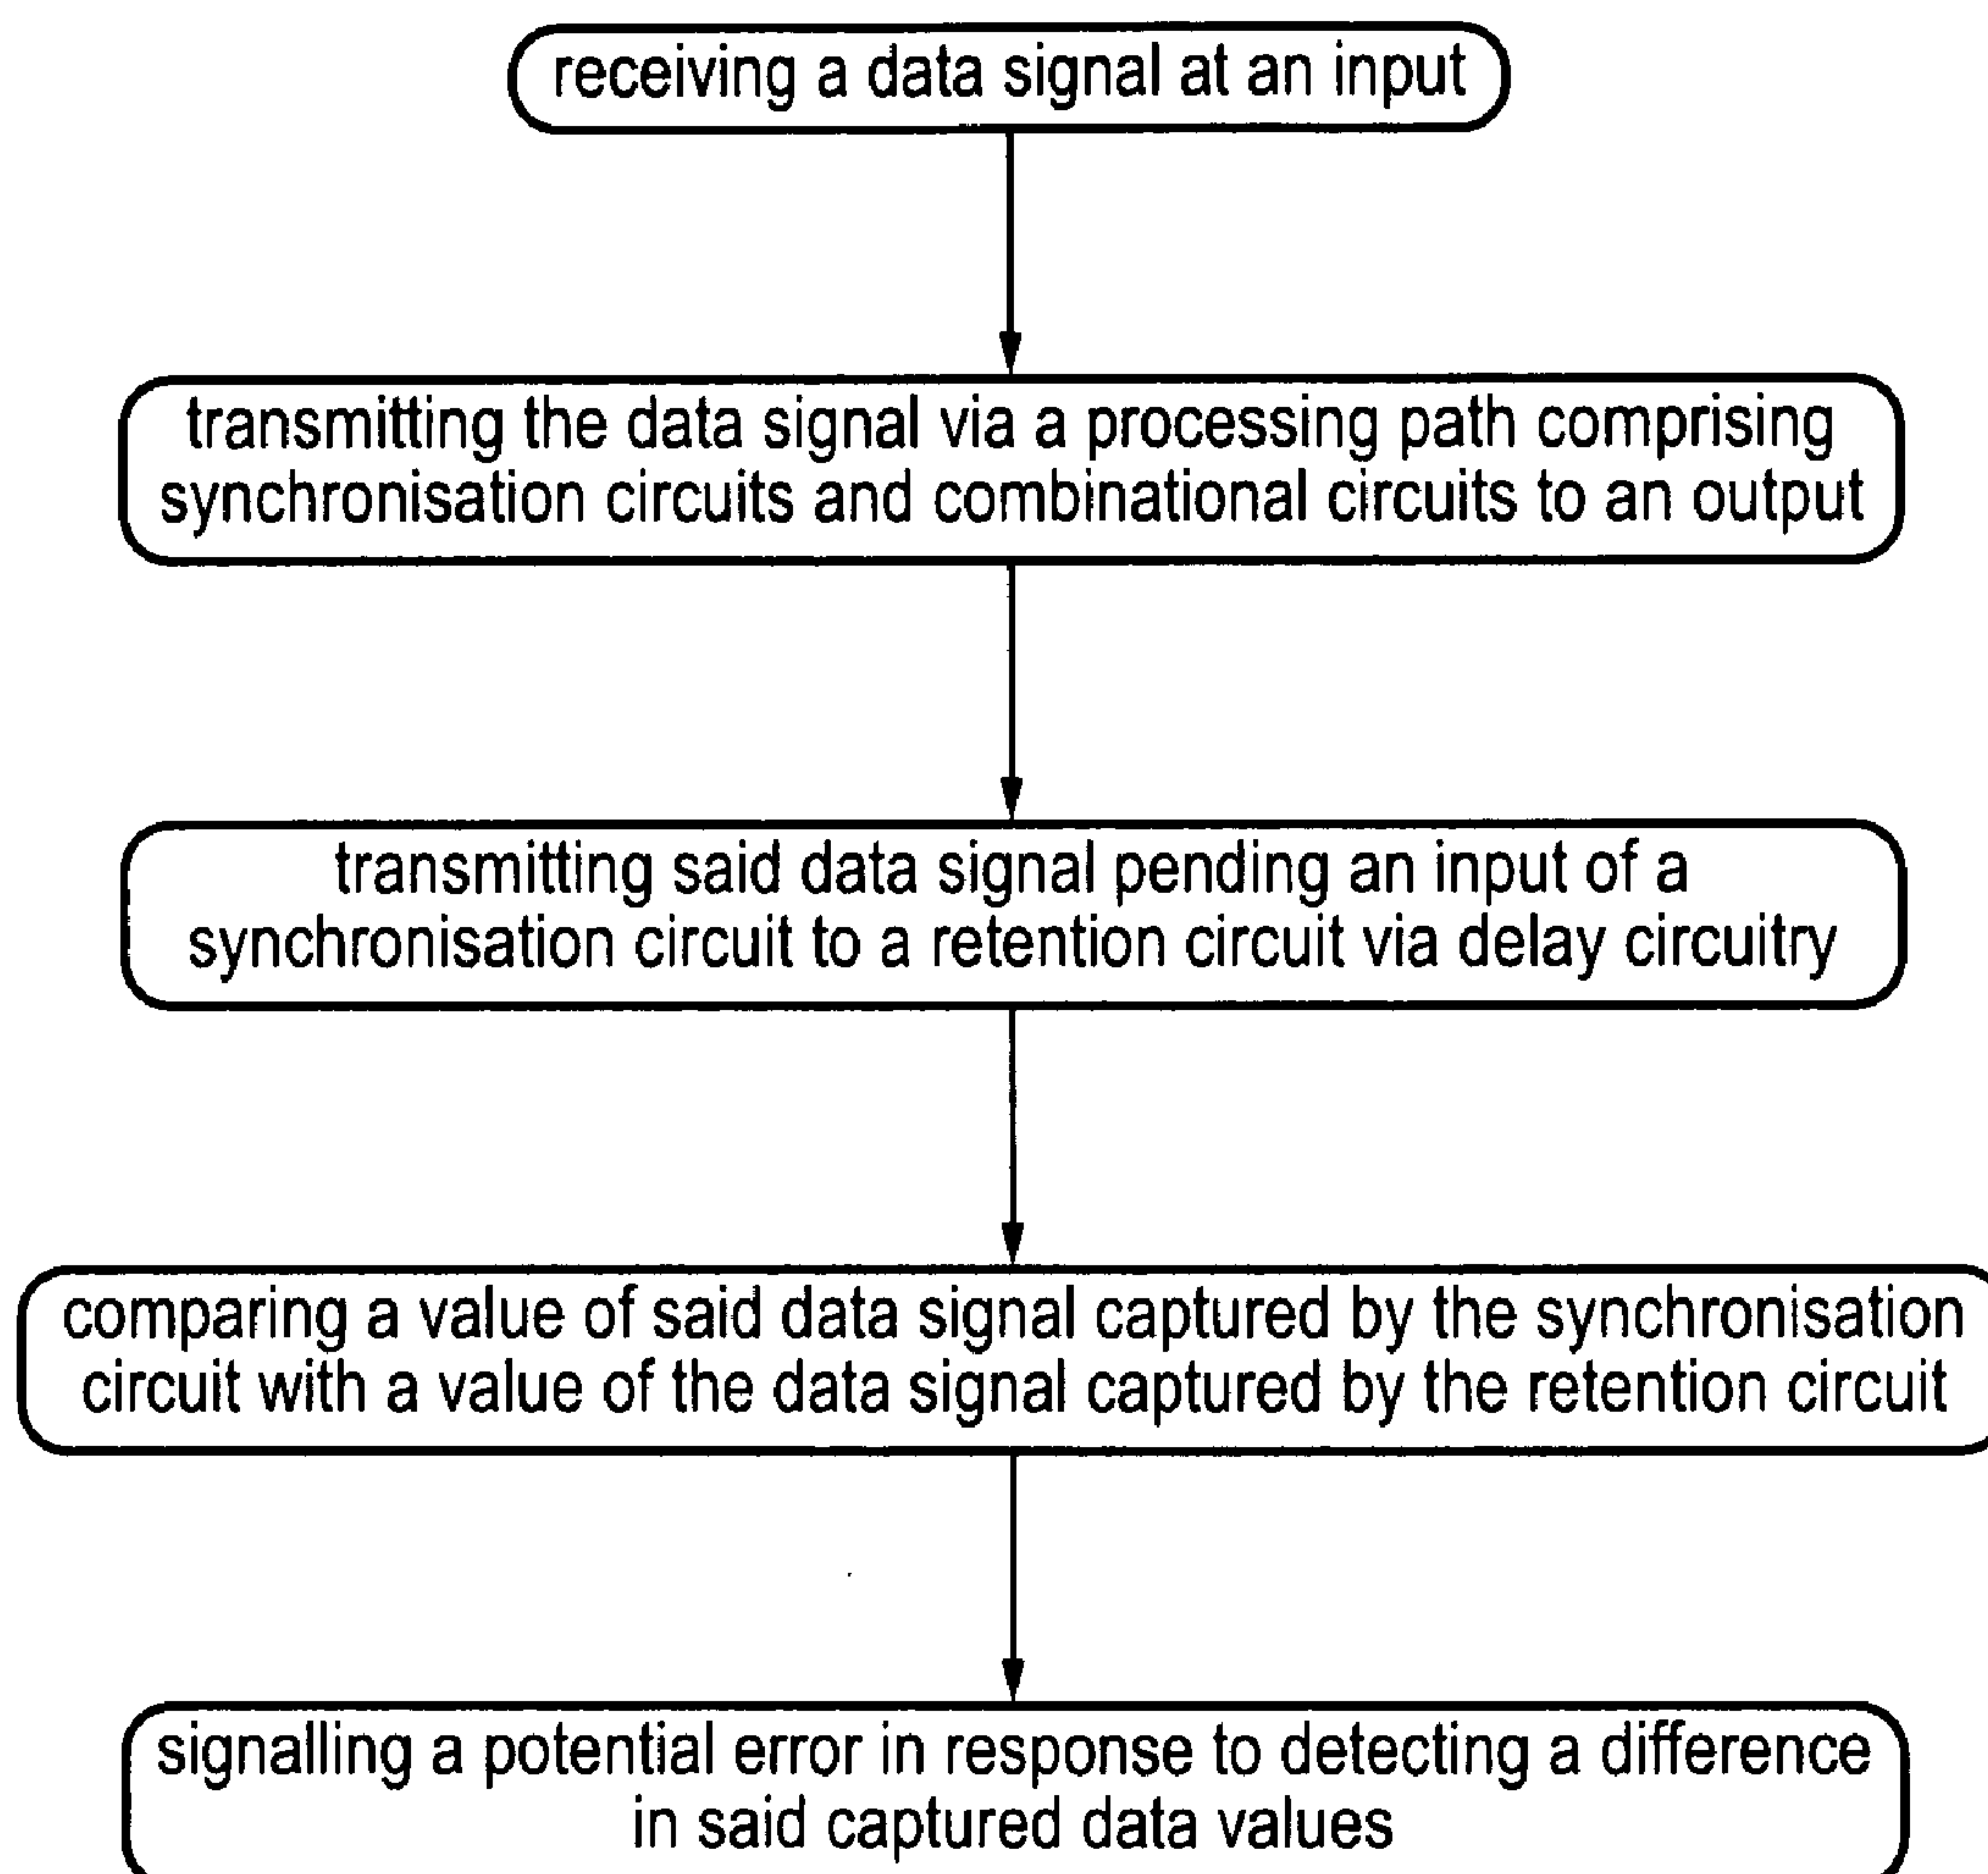 receiving a data signal at an input
transmitting the data signal via a processing path comprising
synchronisation circuits and combinational circuits to an output
transmitting said data signal pending an input of a
synchronisation circuit to a retention circuit via delay circuitry
comparing a value of said data signal captured by the synchronisation
circuit with a value of the data signal captured by the retention circuit
signalling a potential error in response to detecting a difference
in said captured data values